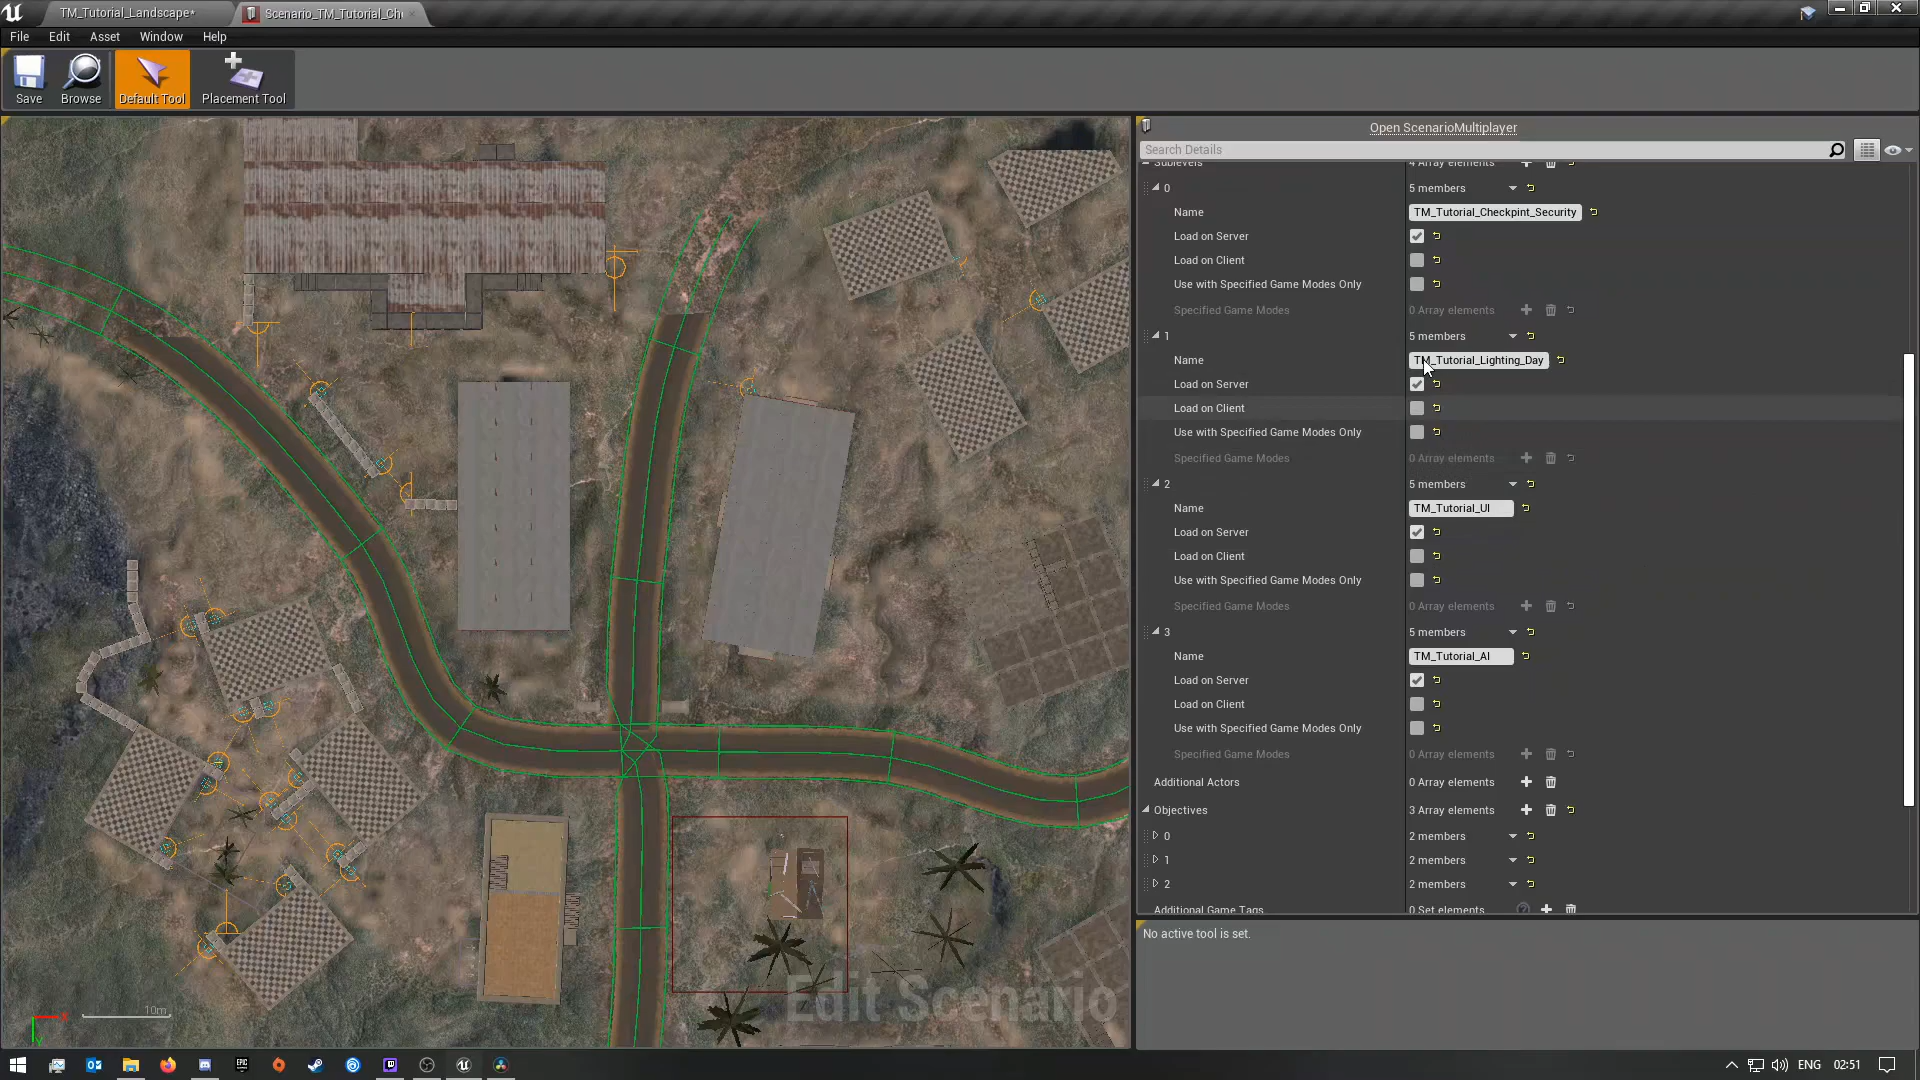 TM_Tutorial_Landscape*
Scenario_TM_Tutorial_Che
File Edit Asset Window Help
Save Browse Default Tool Placement Tool
Open ScenarioMultiplayer
Search Details
Sublevels 4 Array elements
0 5 members
Name TM_Tutorial_Checkpint_Security
Load on Server
Load on Client
Use with Specified Game Modes Only
Specified Game Modes 0 Array elements
1 5 members
Name TM_Tutorial_Lighting_Day
Load on Server
Load on Client
Use with Specified Game Modes Only
Specified Game Modes 0 Array elements
2 5 members
Name TM_Tutorial_UI
Load on Server
Load on Client
Use with Specified Game Modes Only
Specified Game Modes 0 Array elements
3 5 members
Name TM_Tutorial_AI
Load on Server
Load on Client
Use with Specified Game Modes Only
Specified Game Modes 0 Array elements
Additional Actors 0 Array elements
Objectives 3 Array elements
0 2 members
1 2 members
2 2 members
Additional Game Tags 0 Set elements
No active tool is set.
10m
Edit Scenario
ENG 02:51